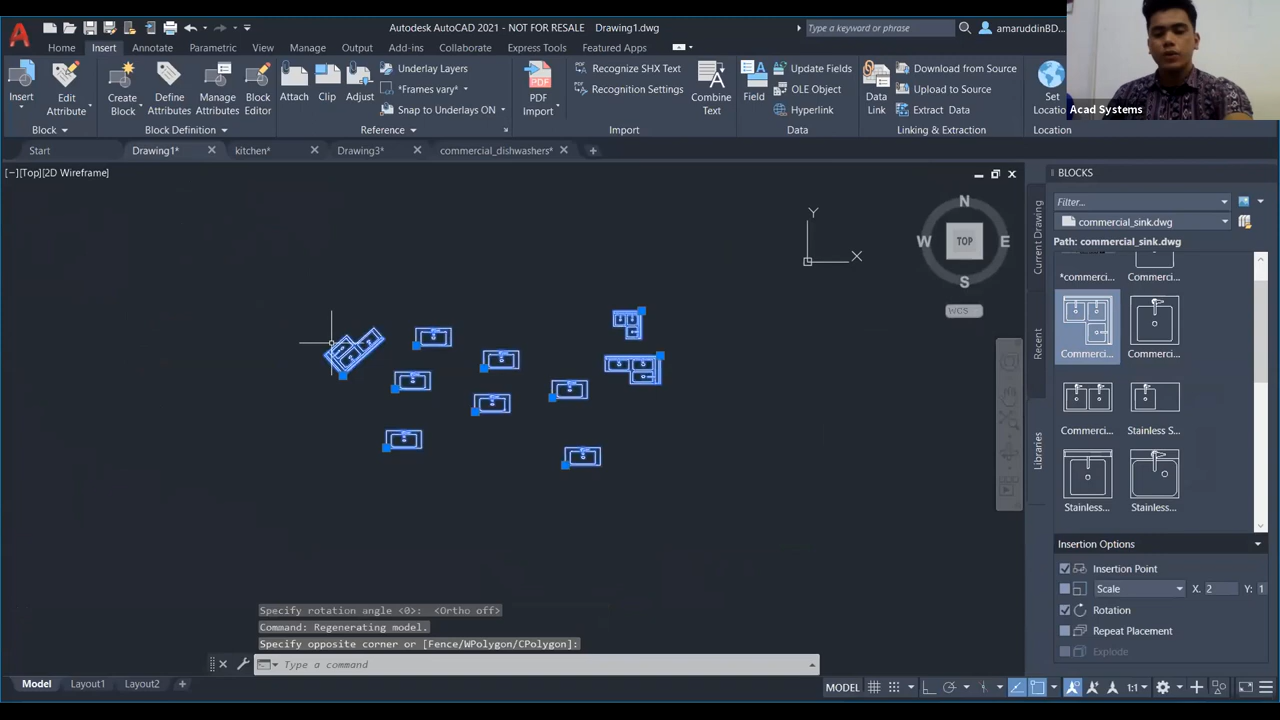 Autodesk AutoCAD 2021 - NOT FOR RESALE Drawing1.dwg
Type a keyword or phrase
amaruddinBD...
Home Insert Annotate Parametric View Manage Output Add-ins Collaborate Express Tools Featured Apps
Insert
Edit Attribute
Create Block
Define Attributes
Manage Attributes
Block Editor
Attach
Clip
Adjust
Underlay Layers
*Frames vary*
Snap to Underlays ON
PDF Import
Recognize SHX Text
Recognition Settings
Combine Text
Field
Update Fields
OLE Object
Hyperlink
Data Link
Download from Source
Upload to Source
Extract Data
Set Location
Acad Systems
Block
Block Definition
Reference
Import
Data
Linking & Extraction
Location
Start Drawing1* kitchen* Drawing3* commercial_dishwashers*
[−][Top][2D Wireframe]
N
W TOP E
S
WCS
Y
X
BLOCKS
Filter...
commercial_sink.dwg
Path: commercial_sink.dwg
Current Drawing
Recent
Libraries
*commerci...
Commerci...
Commerci...
Commerci...
Commerci...
Stainless S...
Stainless...
Stainless...
Insertion Options
Insertion Point
Scale X. 2 Y: 1
Rotation
Repeat Placement
Explode
Specify rotation angle <0>: <Ortho off>
Command: Regenerating model.
Specify opposite corner or [Fence/WPolygon/CPolygon]:
Type a command
Model Layout1 Layout2
MODEL
1:1